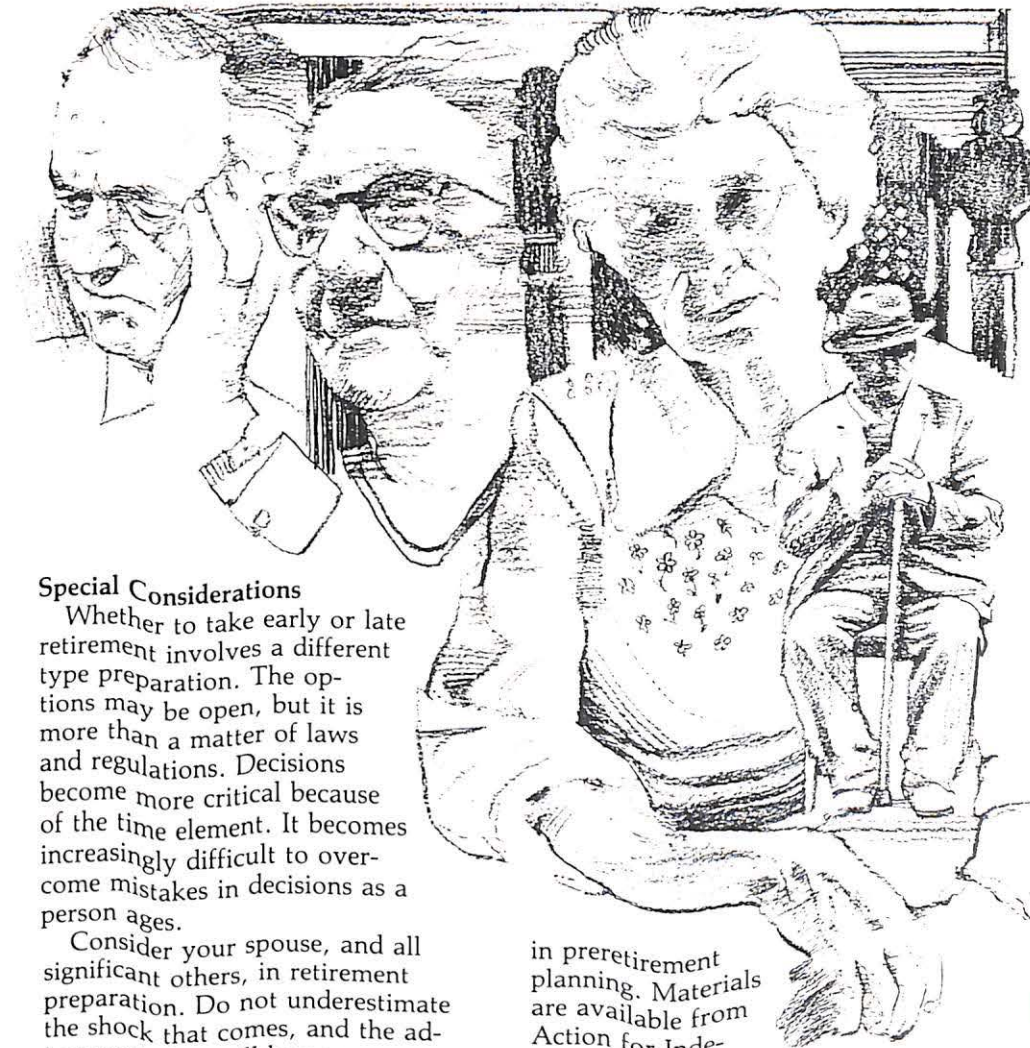 Special Considerations
Whether to take early or late
retirement involves a different
type preparation. The op-
tions may be open, but it is
more than a matter of laws
and regulations. Decisions
become more critical because
of the time element. It becomes
increasingly difficult to over-
come mistakes in decisions as a
person ages.
Consider your spouse, and all
significant others, in retirement
preparation. Do not underestimate
the shock that comes, and the ad-
in preretirement
planning. Materials
are available from
Action for Inde-